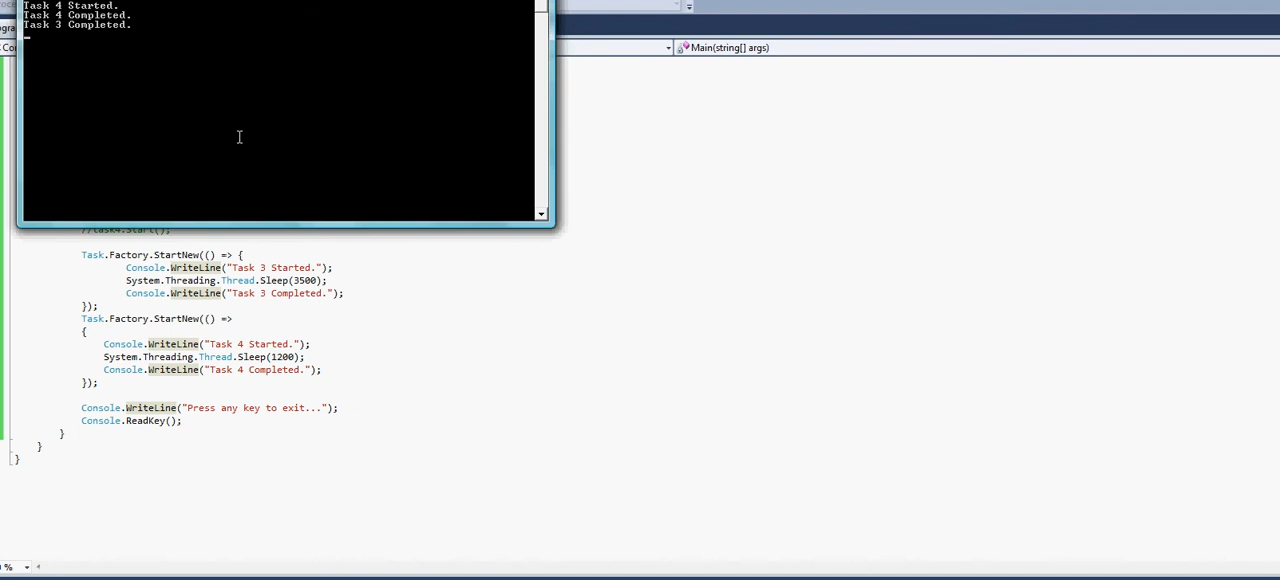 Task 4 Started.
Task 4 Completed.
Task 3 Completed.
Main(string[] args)
//task4.Start();
Task.Factory.StartNew(() => {
Console.WriteLine("Task 3 Started.");
System.Threading.Thread.Sleep(3500);
Console.WriteLine("Task 3 Completed.");
});
Task.Factory.StartNew(() =>
{
Console.WriteLine("Task 4 Started.");
System.Threading.Thread.Sleep(1200);
Console.WriteLine("Task 4 Completed.");
});
Console.WriteLine("Press any key to exit...");
Console.ReadKey();
}
}
}
%